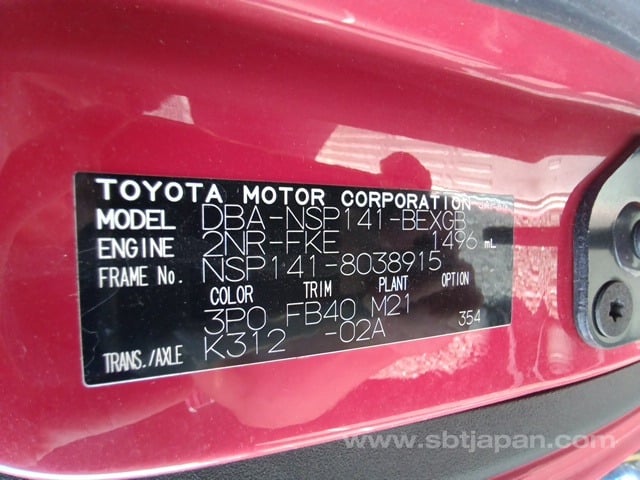 TOYOTA MOTOR CORPORATION JAPAN
MODEL DBA-NSP141-BEXGB
ENGINE 2NR-FKE 1496 mL
FRAME No. NSP141-8038915
COLOR TRIM PLANT OPTION
3P0 FB40 M21
TRANS./AXLE K312 -02A 354
www.sbtjapan.com